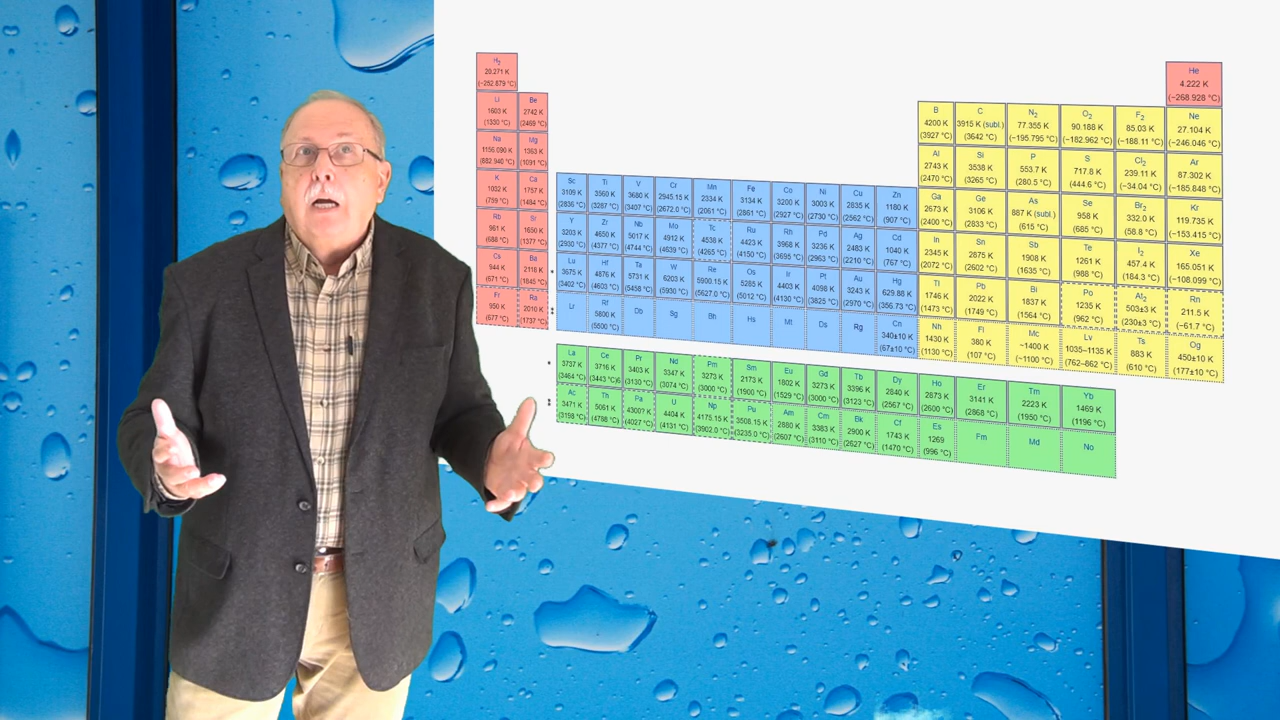 H₂
20.271 K
(−252.879 °C)
He
4.222 K
(−268.928 °C)
Li
1603 K
(1330 °C)
Be
2742 K
(2469 °C)
B
4200 K
(3927 °C)
C
3915 K (subl.)
(3642 °C)
N₂
77.355 K
(−195.795 °C)
O₂
90.188 K
(−182.962 °C)
F₂
85.03 K
(−188.11 °C)
Ne
27.104 K
(−246.046 °C)
Na
1156.090 K
(882.940 °C)
Mg
1363 K
(1091 °C)
Al
2743 K
(2470 °C)
Si
3538 K
(3265 °C)
P
553.7 K
(280.5 °C)
S
717.8 K
(444.6 °C)
Cl₂
239.11 K
(−34.04 °C)
Ar
87.302 K
(−185.848 °C)
K
1032 K
(759 °C)
Ca
1757 K
(1484 °C)
Sc
3109 K
(2836 °C)
Ti
3560 K
(3287 °C)
V
3680 K
(3407 °C)
Cr
2945.15 K
(2672.0 °C)
Mn
2334 K
(2061 °C)
Fe
3134 K
(2861 °C)
Co
3200 K
(2927 °C)
Ni
3003 K
(2730 °C)
Cu
2835 K
(2562 °C)
Zn
1180 K
(907 °C)
Ga
2673 K
(2400 °C)
Ge
3106 K
(2833 °C)
As
887 K (subl.)
(615 °C)
Se
958 K
(685 °C)
Br₂
332.0 K
(58.8 °C)
Kr
119.735 K
(−153.415 °C)
Rb
961 K
(688 °C)
Sr
1650 K
(1377 °C)
Y
3203 K
(2930 °C)
Zr
4650 K
(4377 °C)
Nb
5017 K
(4744 °C)
Mo
4912 K
(4639 °C)
Tc
4538 K
(4265 °C)
Ru
4423 K
(4150 °C)
Rh
3968 K
(3695 °C)
Pd
3236 K
(2963 °C)
Ag
2483 K
(2210 °C)
Cd
1040 K
(767 °C)
In
2345 K
(2072 °C)
Sn
2875 K
(2602 °C)
Sb
1908 K
(1635 °C)
Te
1261 K
(988 °C)
I₂
457.4 K
(184.3 °C)
Xe
165.051 K
(−108.099 °C)
Cs
944 K
(671 °C)
Ba
2118 K
(1845 °C)
*
Lu
3675 K
(3402 °C)
Hf
4876 K
(4603 °C)
Ta
5731 K
(5458 °C)
W
6203 K
(5930 °C)
Re
5900.15 K
(5627.0 °C)
Os
5285 K
(5012 °C)
Ir
4403 K
(4130 °C)
Pt
4098 K
(3825 °C)
Au
3243 K
(2970 °C)
Hg
629.88 K
(356.73 °C)
Tl
1746 K
(1473 °C)
Pb
2022 K
(1749 °C)
Bi
1837 K
(1564 °C)
Po
1235 K
(962 °C)
At₂
503±3 K
(230±3 °C)
Rn
211.5 K
(−61.7 °C)
Fr
950 K
(677 °C)
Ra
2010 K
(1737 °C)
**
Lr
Rf
5800 K
(5500 °C)
Db
Sg
Bh
Hs
Mt
Ds
Rg
Cn
340±10 K
(67±10 °C)
Nh
1430 K
(1130 °C)
Fl
380 K
(107 °C)
Mc
~1400 K
(~1100 °C)
Lv
1035–1135 K
(762–862 °C)
Ts
883 K
(610 °C)
Og
450±10 K
(177±10 °C)
*
La
3737 K
(3464 °C)
Ce
3716 K
(3443 °C)
Pr
3403 K
(3130 °C)
Nd
3347 K
(3074 °C)
Pm
3273 K
(3000 °C)
Sm
2173 K
(1900 °C)
Eu
1802 K
(1529 °C)
Gd
3273 K
(3000 °C)
Tb
3396 K
(3123 °C)
Dy
2840 K
(2567 °C)
Ho
2873 K
(2600 °C)
Er
3141 K
(2868 °C)
Tm
2223 K
(1950 °C)
Yb
1469 K
(1196 °C)
**
Ac
3471 K
(3198 °C)
Th
5061 K
(4788 °C)
Pa
4300? K
(4027 °C)
U
4404 K
(4131 °C)
Np
4175.15 K
(3902.0 °C)
Pu
3508.15 K
(3235.0 °C)
Am
2880 K
(2607 °C)
Cm
3383 K
(3110 °C)
Bk
2900 K
(2627 °C)
Cf
1743 K
(1470 °C)
Es
1269
(996 °C)
Fm
Md
No